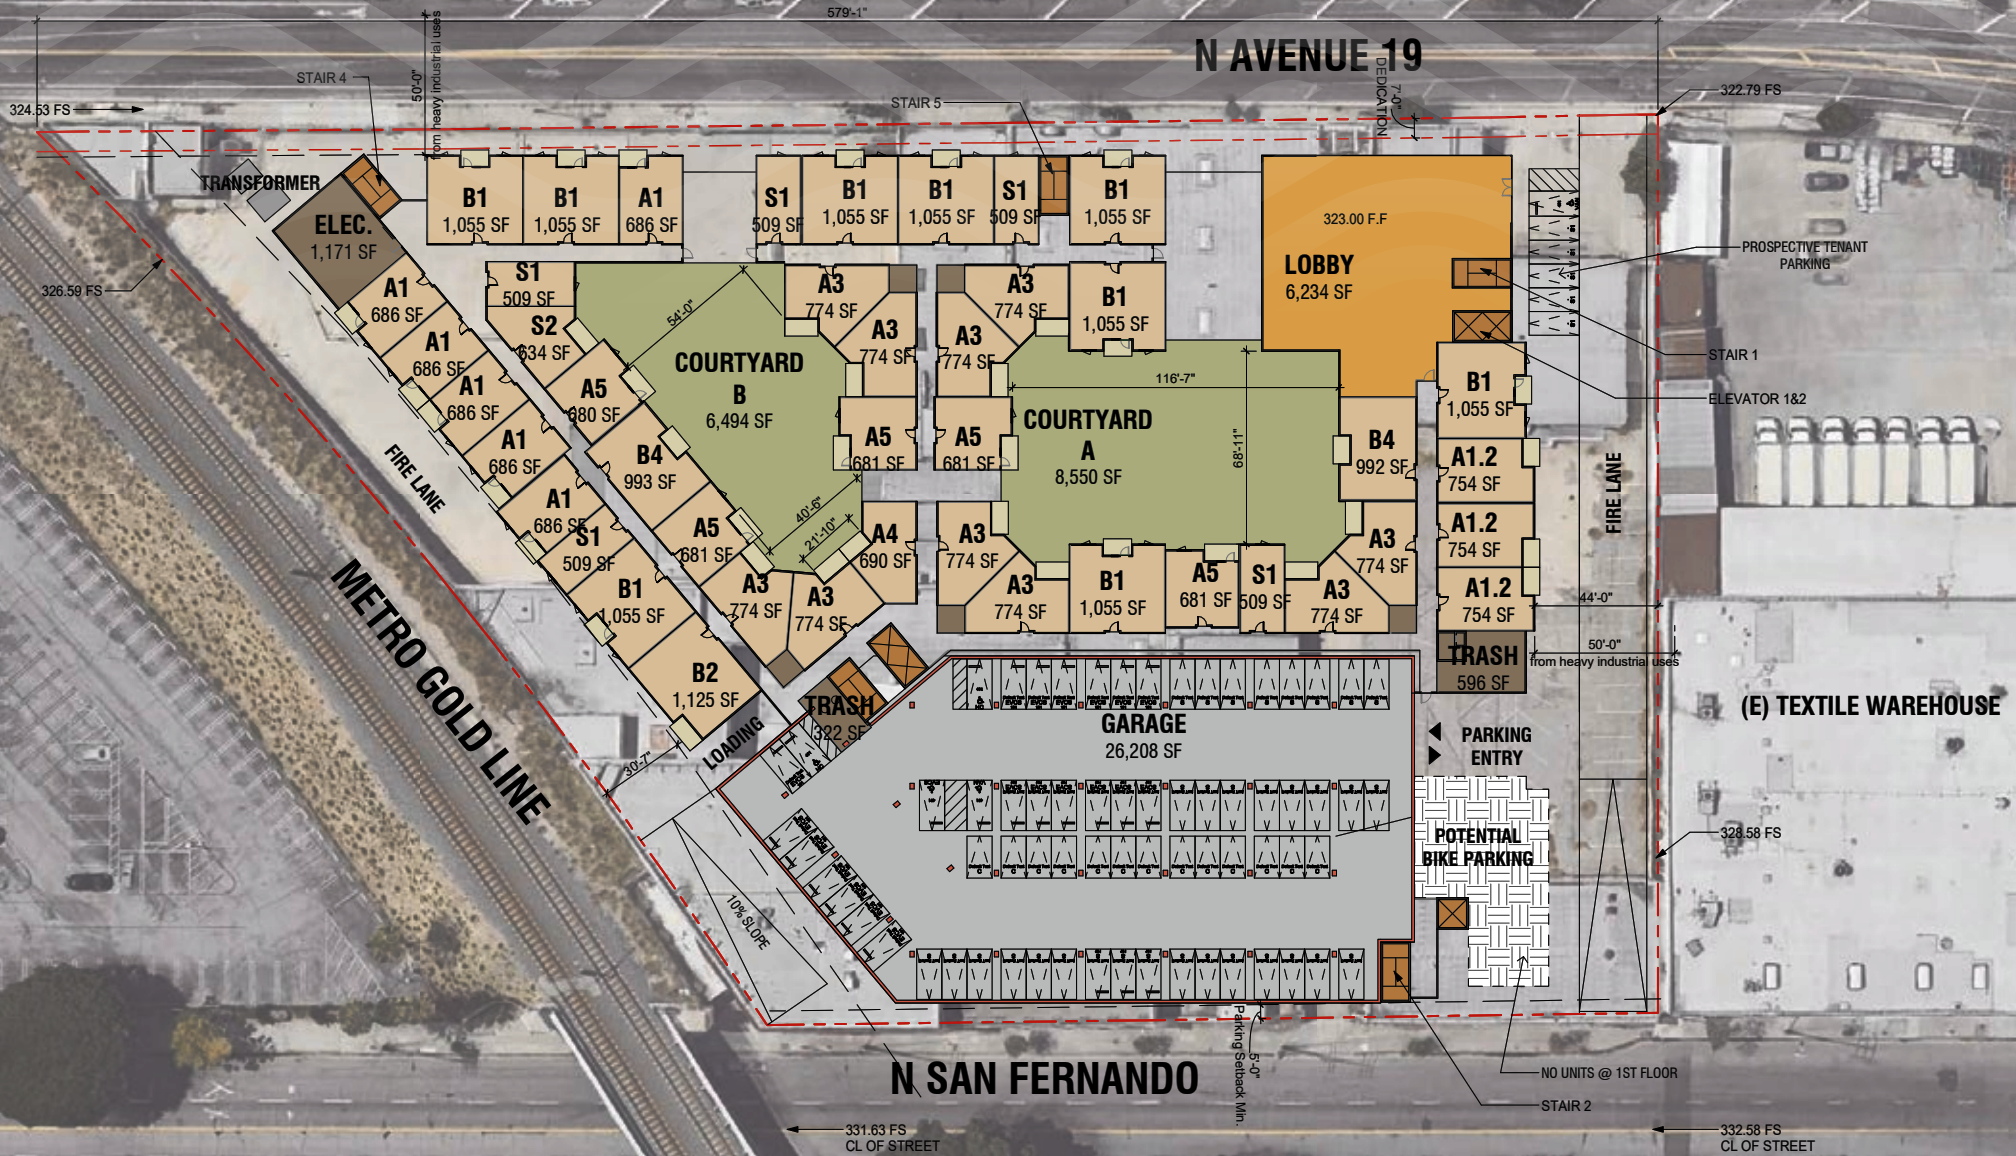 579'-1"
N AVENUE 19
STAIR 4
50'-0"
from heavy industrial uses
STAIR 5
7'-0"
DEDICATION
322.79 FS
324.53 FS
TRANSFORMER
ELEC.
1,171 SF
B1
1,055 SF
B1
1,055 SF
A1
686 SF
S1
509 SF
B1
1,055 SF
B1
1,055 SF
S1
509 SF
B1
1,055 SF
323.00 F.F
LOBBY
6,234 SF
PROSPECTIVE TENANT
PARKING
326.59 FS
A1
686 SF
A1
686 SF
A1
686 SF
A1
686 SF
A1
686 SF
S1
509 SF
B1
1,055 SF
B2
1,125 SF
S1
509 SF
S2
634 SF
A5
680 SF
B4
993 SF
A5
681 SF
A3
774 SF
A3
774 SF
A4
690 SF
54'-0"
COURTYARD
B
6,494 SF
40'-6"
21'-10"
A3
774 SF
A3
774 SF
A5
681 SF
A3
774 SF
A3
774 SF
A5
681 SF
B1
1,055 SF
116'-7"
COURTYARD
A
8,550 SF
68'-11"
A3
774 SF
A3
774 SF
B1
1,055 SF
A5
681 SF
S1
509 SF
A3
774 SF
A3
774 SF
B4
992 SF
STAIR 1
ELEVATOR 1&2
B1
1,055 SF
A1.2
754 SF
A1.2
754 SF
A1.2
754 SF
TRASH
596 SF
FIRE LANE
FIRE LANE
44'-0"
50'-0"
from heavy industrial uses
METRO GOLD LINE
30'-7"
LOADING
TRASH
322 SF
GARAGE
26,208 SF
PARKING
ENTRY
(E) TEXTILE WAREHOUSE
POTENTIAL
BIKE PARKING
328.58 FS
10% SLOPE
N SAN FERNANDO
5'-0"
Parking Setback Min.
NO UNITS @ 1ST FLOOR
STAIR 2
331.63 FS
CL OF STREET
332.58 FS
CL OF STREET